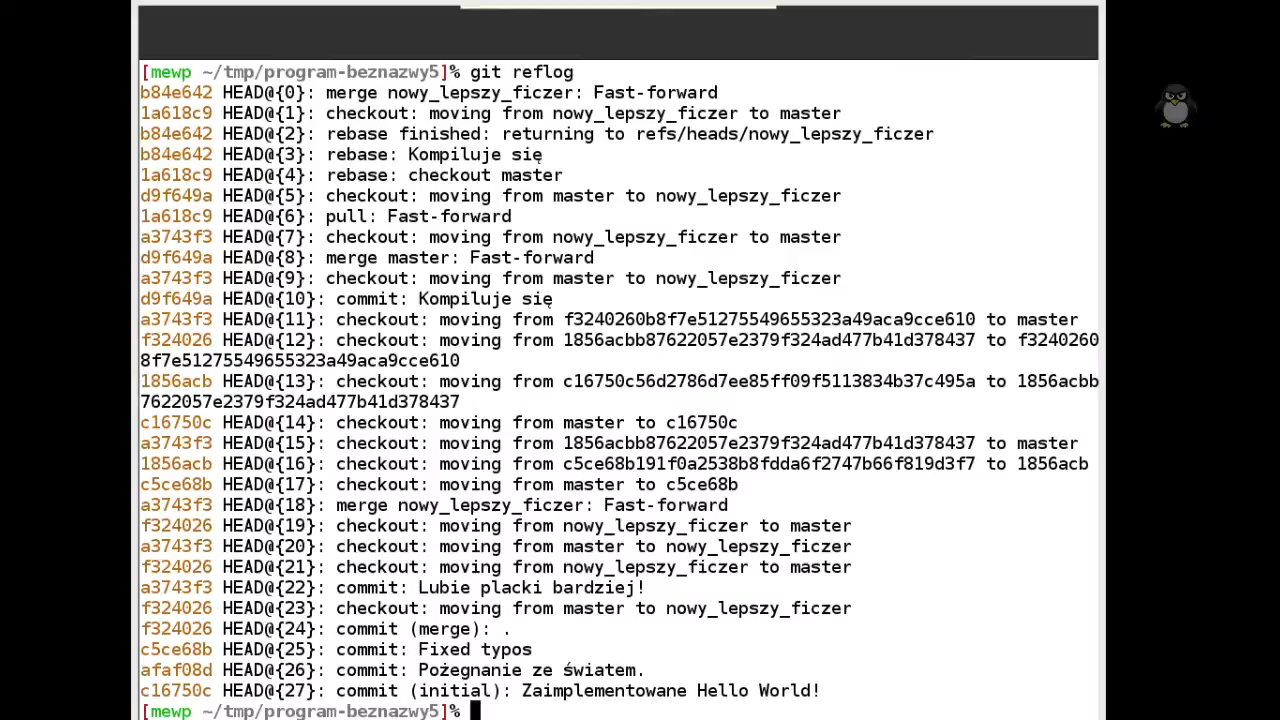 [mewp ~/tmp/program-beznazwy5]% git reflog
b84e642 HEAD@{0}: merge nowy_lepszy_ficzer: Fast-forward
1a618c9 HEAD@{1}: checkout: moving from nowy_lepszy_ficzer to master
b84e642 HEAD@{2}: rebase finished: returning to refs/heads/nowy_lepszy_ficzer
b84e642 HEAD@{3}: rebase: Kompiluje się
1a618c9 HEAD@{4}: rebase: checkout master
d9f649a HEAD@{5}: checkout: moving from master to nowy_lepszy_ficzer
1a618c9 HEAD@{6}: pull: Fast-forward
a3743f3 HEAD@{7}: checkout: moving from nowy_lepszy_ficzer to master
d9f649a HEAD@{8}: merge master: Fast-forward
a3743f3 HEAD@{9}: checkout: moving from master to nowy_lepszy_ficzer
d9f649a HEAD@{10}: commit: Kompiluje się
a3743f3 HEAD@{11}: checkout: moving from f3240260b8f7e51275549655323a49aca9cce610 to master
f324026 HEAD@{12}: checkout: moving from 1856acbb87622057e2379f324ad477b41d378437 to f3240260
8f7e51275549655323a49aca9cce610
1856acb HEAD@{13}: checkout: moving from c16750c56d2786d7ee85ff09f5113834b37c495a to 1856acbb
7622057e2379f324ad477b41d378437
c16750c HEAD@{14}: checkout: moving from master to c16750c
a3743f3 HEAD@{15}: checkout: moving from 1856acbb87622057e2379f324ad477b41d378437 to master
1856acb HEAD@{16}: checkout: moving from c5ce68b191f0a2538b8fdda6f2747b66f819d3f7 to 1856acb
c5ce68b HEAD@{17}: checkout: moving from master to c5ce68b
a3743f3 HEAD@{18}: merge nowy_lepszy_ficzer: Fast-forward
f324026 HEAD@{19}: checkout: moving from nowy_lepszy_ficzer to master
a3743f3 HEAD@{20}: checkout: moving from master to nowy_lepszy_ficzer
f324026 HEAD@{21}: checkout: moving from nowy_lepszy_ficzer to master
a3743f3 HEAD@{22}: commit: Lubie placki bardziej!
f324026 HEAD@{23}: checkout: moving from master to nowy_lepszy_ficzer
f324026 HEAD@{24}: commit (merge): .
c5ce68b HEAD@{25}: commit: Fixed typos
afaf08d HEAD@{26}: commit: Pożegnanie ze światem.
c16750c HEAD@{27}: commit (initial): Zaimplementowane Hello World!
[mewp ~/tmp/program-beznazwy5]%